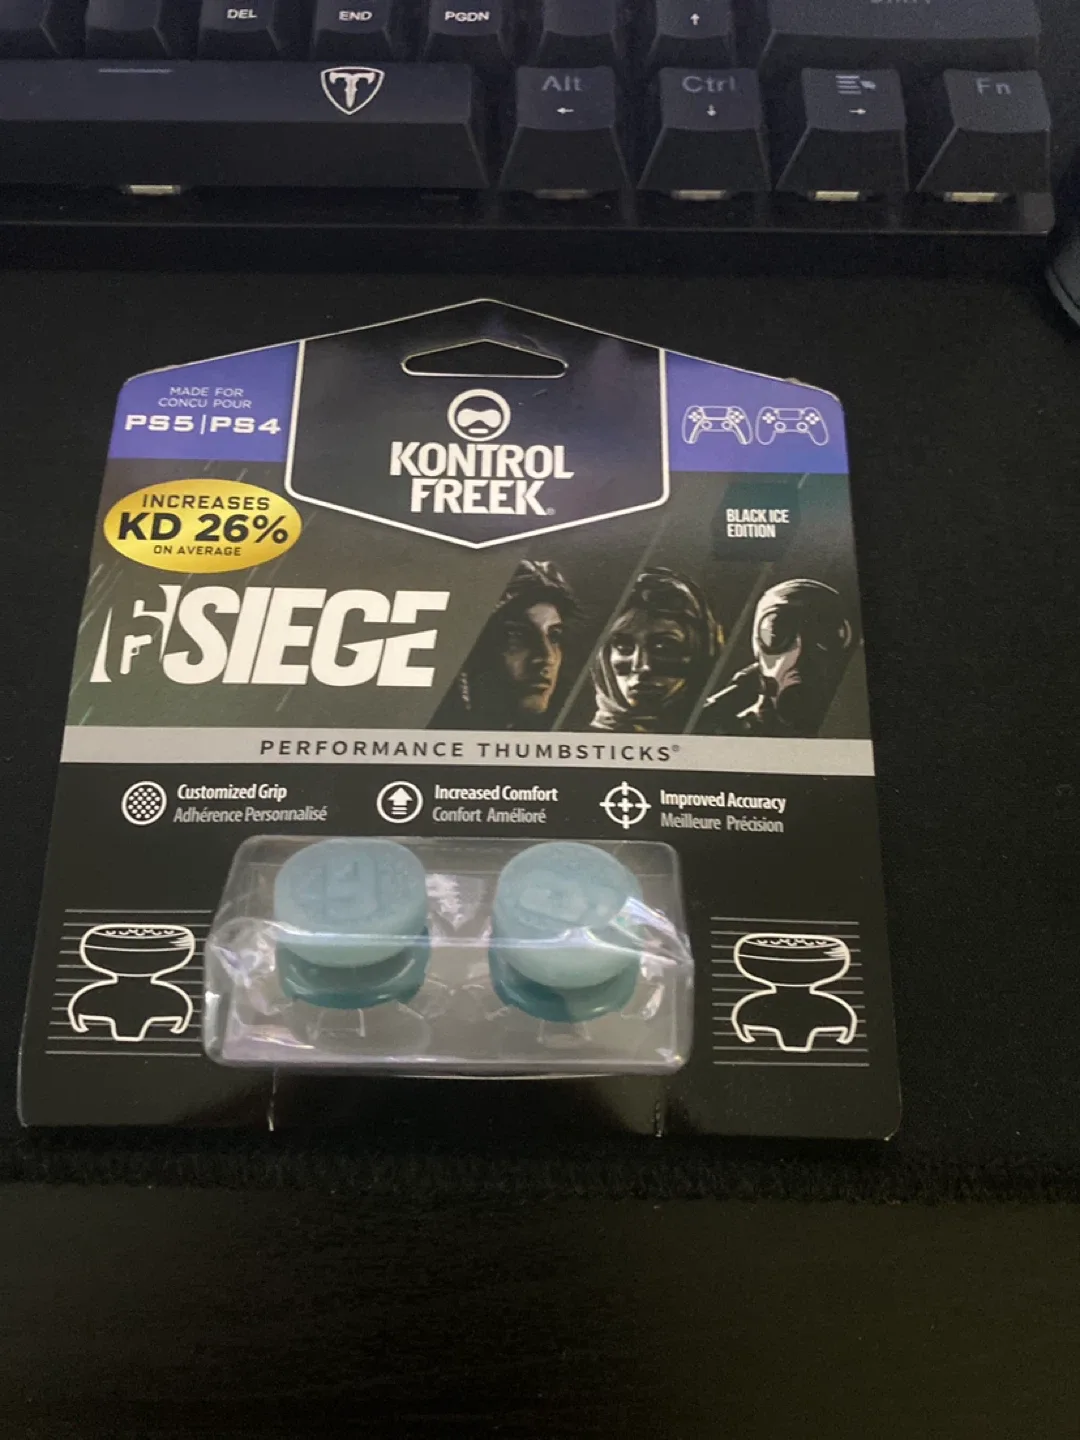 DEL
END
PGDN
↑
Alt
←
Ctrl
↓
→
Fn
MADE FOR
CONCU POUR
PS5|PS4
KONTROL
FREEK®
INCREASES
KD 26%
ON AVERAGE
BLACK ICE
EDITION
6SIEGE
PERFORMANCE THUMBSTICKS®
Customized Grip
Adhérence Personnalisé
Increased Comfort
Confort Amélioré
Improved Accuracy
Meilleure Précision